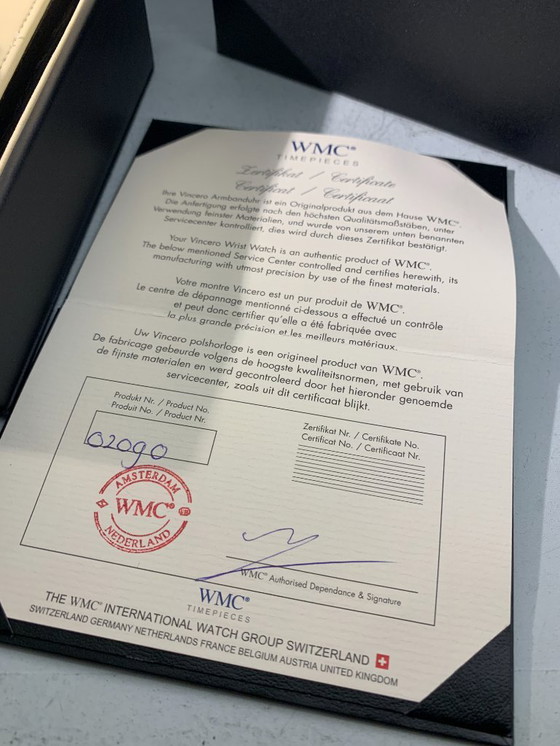 WMC®
TIMEPIECES
Zertifikat / Certificate
Certificat / Certificaat
Ihre Vincero Armbanduhr ist ein Originalprodukt aus dem Hause WMC®.
Die Anfertigung erfolgte nach den höchsten Qualitätsmaßstäben, unter
Verwendung feinster Materialien, und wurde von unserem unten benannten
Servicecenter kontrolliert, dies wird durch dieses Zertifikat bestätigt.
Your Vincero Wrist Watch is an authentic product of WMC®.
The below mentioned Service Center controlled and certifies herewith, its
manufacturing with utmost precision by use of the finest materials.
Votre montre Vincero est un pur produit de WMC®.
Le centre de dépannage mentionné ci-dessous a effectué un contrôle
et peut donc certifier qu'elle a été fabriquée avec
la plus grande précision et les meilleurs matériaux.
Uw Vincero polshorloge is een origineel product van WMC®.
De fabricage gebeurde volgens de hoogste kwaliteitsnormen, met gebruik van
de fijnste materialen en werd gecontroleerd door het hieronder genoemde
servicecenter, zoals uit dit certificaat blijkt.
Produkt Nr. / Product No.
Produit No. / Product Nr.
02090
Zertifikat Nr. / Certifikate No.
Certificat No. / Certificaat Nr.
AMSTERDAM
WMC®
NEDERLAND
WMC® Authorised Dependance & Signature
WMC®
TIMEPIECES
THE WMC® INTERNATIONAL WATCH GROUP SWITZERLAND
SWITZERLAND GERMANY NETHERLANDS FRANCE BELGIUM AUSTRIA UNITED KINGDOM